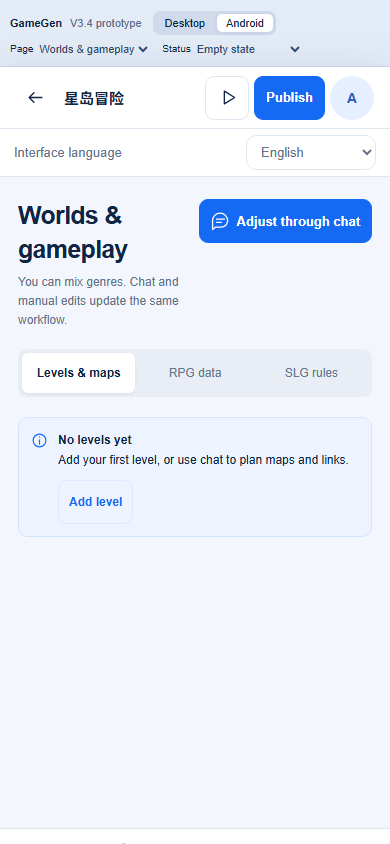 GameGen V3.4 prototype Desktop Android
Page Worlds & gameplay Status Empty state
星岛冒险 Publish A
Interface language English
Worlds &
gameplay
Adjust through chat
You can mix genres. Chat and
manual edits update the same
workflow.
Levels & maps RPG data SLG rules
No levels yet
Add your first level, or use chat to plan maps and links.
Add level